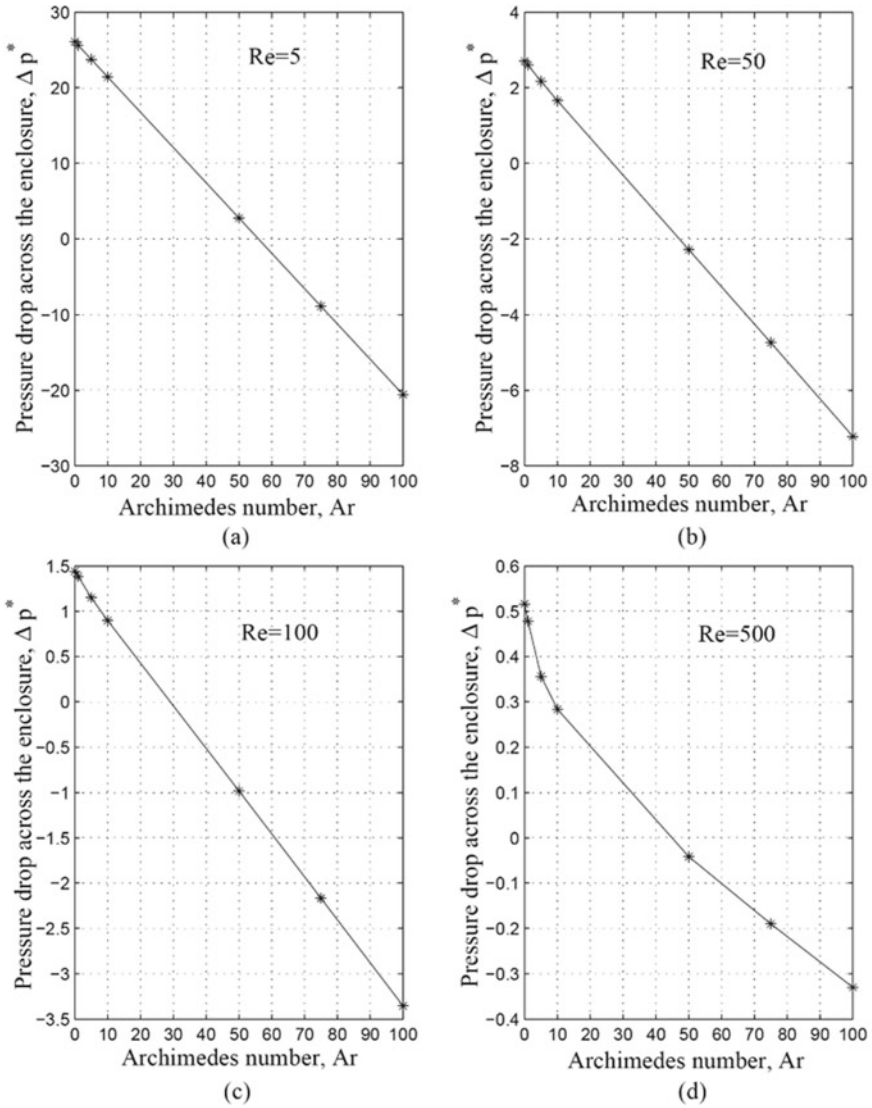 Pressure drop across the enclosure, Δ p*
30
20
10
0
−10
−20
−30
Re=5
0 10 20 30 40 50 60 70 80 90 100
Archimedes number, Ar
(a)
Pressure drop across the enclosure, Δ p*
4
2
0
−2
−4
−6
−8
Re=50
0 10 20 30 40 50 60 70 80 90 100
Archimedes number, Ar
(b)
Pressure drop across the enclosure, Δ p*
1.5
1
0.5
0
−0.5
−1
−1.5
−2
−2.5
−3
−3.5
Re=100
0 10 20 30 40 50 60 70 80 90 100
Archimedes number, Ar
(c)
Pressure drop across the enclosure, Δ p*
0.6
0.5
0.4
0.3
0.2
0.1
0
−0.1
−0.2
−0.3
−0.4
Re=500
0 10 20 30 40 50 60 70 80 90 100
Archimedes number, Ar
(d)